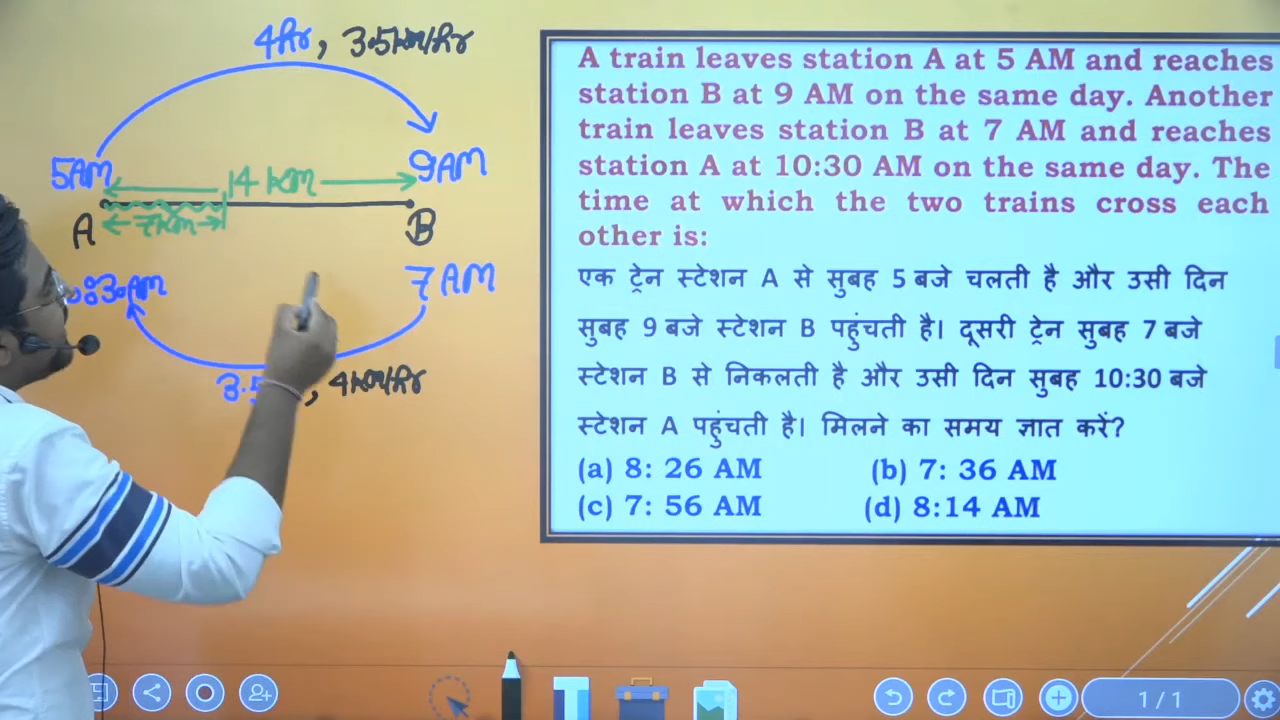 4hr, 3.5km/hr
5AM
9AM
14 km
A
7km
B
:30AM
7 AM
3.5
, 4km/hr
A train leaves station A at 5 AM and reaches
station B at 9 AM on the same day. Another
train leaves station B at 7 AM and reaches
station A at 10:30 AM on the same day. The
time at which the two trains cross each
other is:
एक ट्रेन स्टेशन A से सुबह 5 बजे चलती है और उसी दिन
सुबह 9 बजे स्टेशन B पहुंचती है। दूसरी ट्रेन सुबह 7 बजे
स्टेशन B से निकलती है और उसी दिन सुबह 10:30 बजे
स्टेशन A पहुंचती है। मिलने का समय ज्ञात करें?
(a) 8: 26 AM (b) 7: 36 AM
(c) 7: 56 AM (d) 8:14 AM
1/1